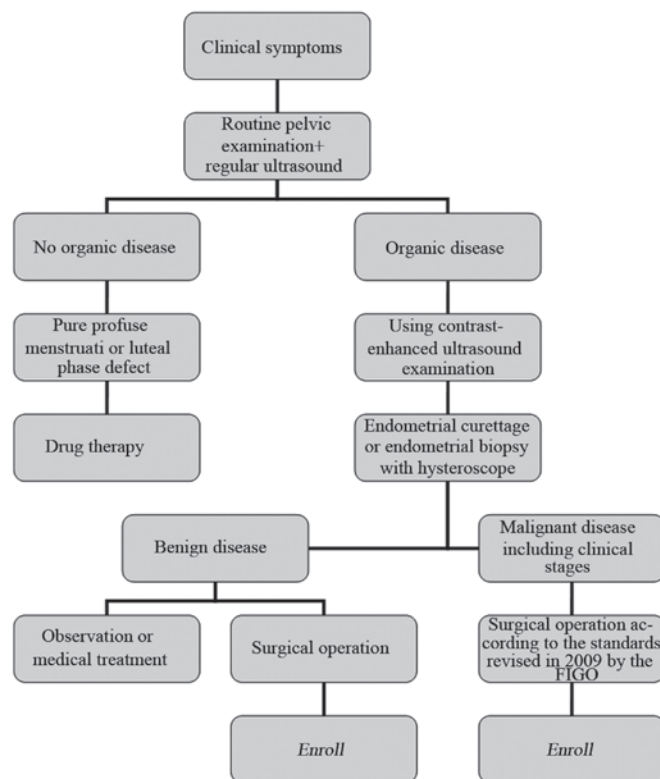 Clinical symptoms
Routine pelvic
examination+
regular ultrasound
No organic disease
Organic disease
Pure profuse
menstruati or luteal
phase defect
Using contrast-
enhanced ultrasound
examination
Drug therapy
Endometrial curettage
or endometrial biopsy
with hysteroscope
Benign disease
Malignant disease
including clinical
stages
Observation or
medical treatment
Surgical operation
Surgical operation ac-
cording to the standards
revised in 2009 by the
FIGO
Enroll
Enroll